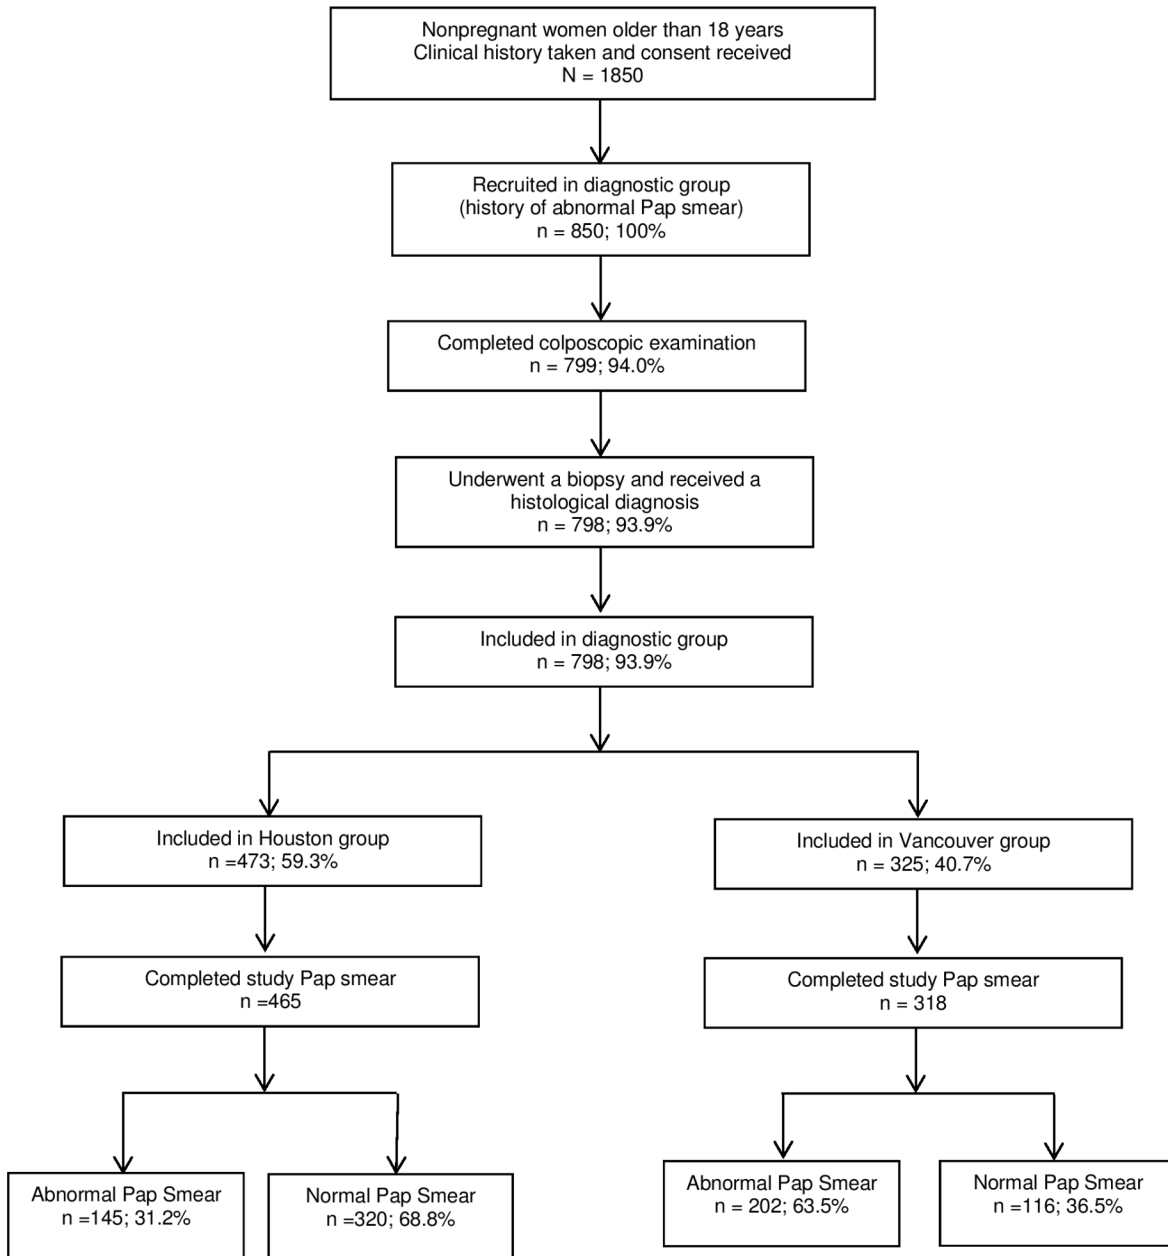 Nonpregnant women older than 18 years
Clinical history taken and consent received
N = 1850
Recruited in diagnostic group
(history of abnormal Pap smear)
n = 850; 100%
Completed colposcopic examination
n = 799; 94.0%
Underwent a biopsy and received a
histological diagnosis
n = 798; 93.9%
Included in diagnostic group
n = 798; 93.9%
Included in Houston group
n =473; 59.3%
Included in Vancouver group
n = 325; 40.7%
Completed study Pap smear
n =465
Completed study Pap smear
n = 318
Abnormal Pap Smear
n =145; 31.2%
Normal Pap Smear
n =320; 68.8%
Abnormal Pap Smear
n = 202; 63.5%
Normal Pap Smear
n =116; 36.5%